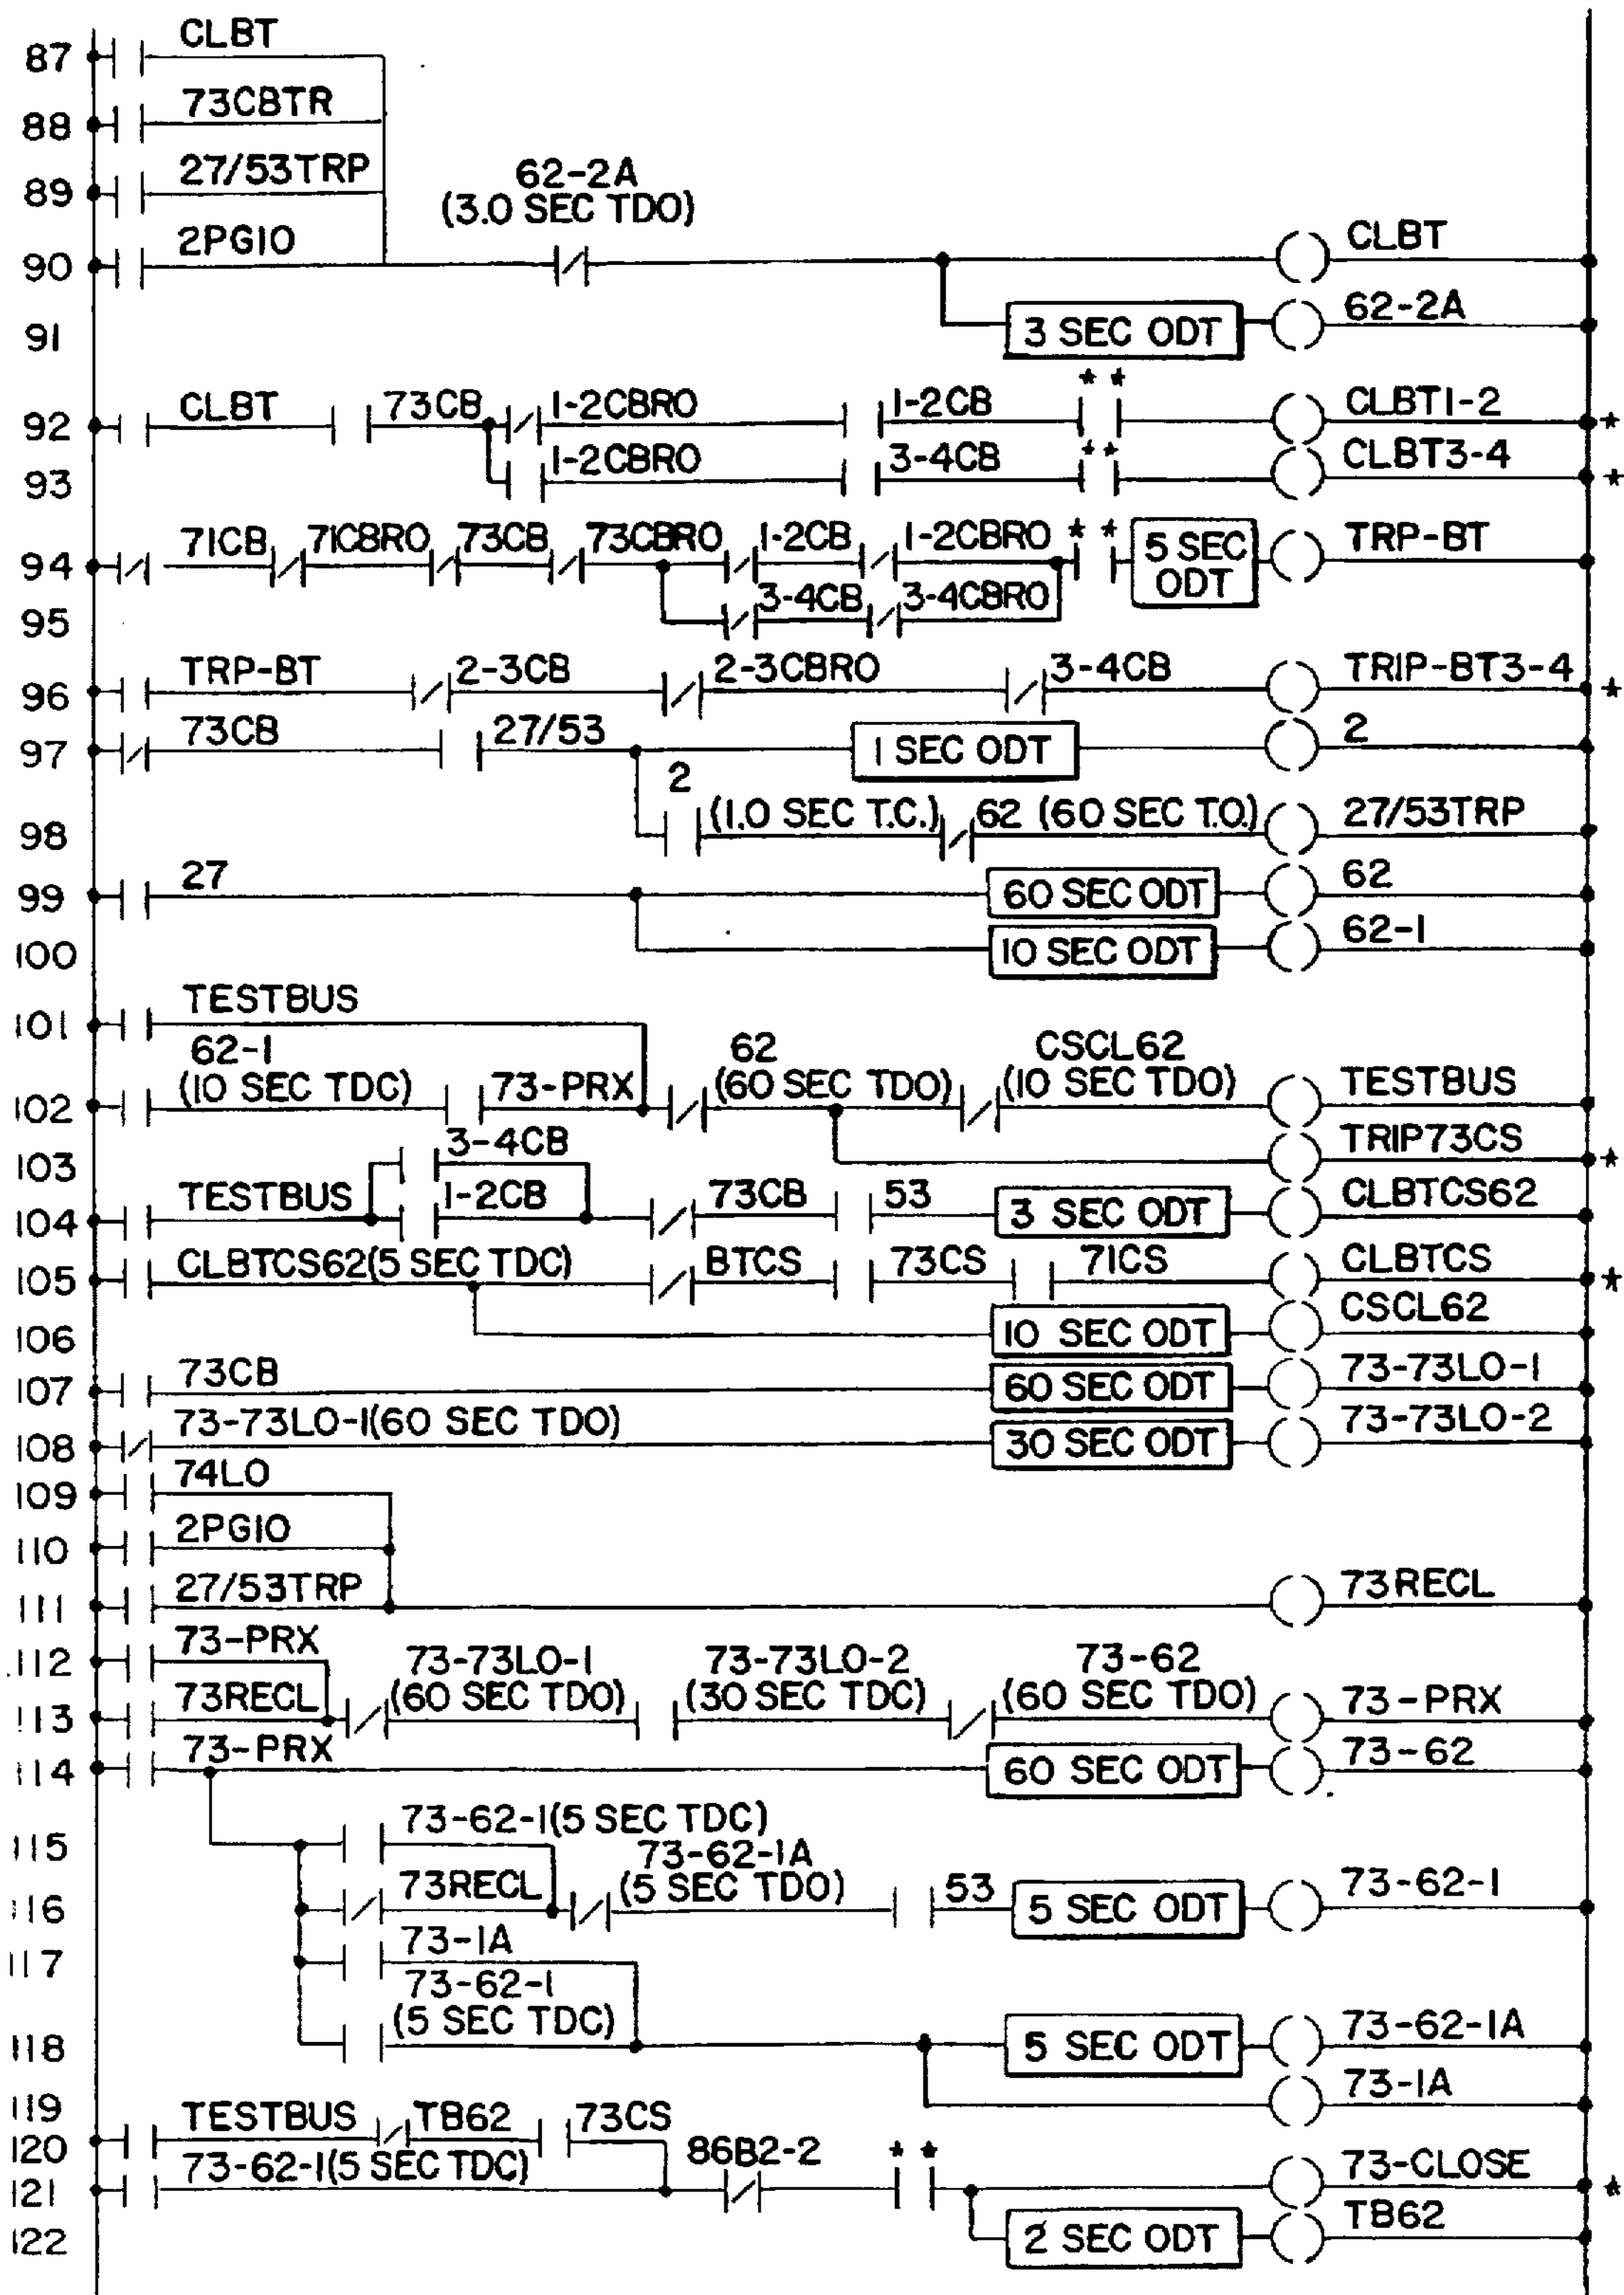 87 CLBT
88 73CBTR
89 27/53TRP
62-2A
(3.0 SEC TDO)
90 2PG10 CLBT
91 3 SEC ODT 62-2A
92 CLBT 73CB 1-2CBRO 1-2CB ** CLBT1-2 *
93 1-2CBRO 3-4CB ** CLBT3-4 *
94 71CB 71CBRO 73CB 73CBRO 1-2CB 1-2CBRO ** 5 SEC ODT TRP-BT
95 3-4CB 3-4CBRO
96 TRP-BT 2-3CB 2-3CBRO 3-4CB TRIP-BT3-4 *
97 73CB 27/53 1 SEC ODT 2
98 2 (1.0 SEC T.C.) 62 (60 SEC T.O.) 27/53TRP
99 27 60 SEC ODT 62
100 10 SEC ODT 62-1
101 TESTBUS
62-1 62 CSCL62
102 (10 SEC TDC) 73-PRX (60 SEC TDO) (10 SEC TDO) TESTBUS
103 3-4CB TRIP73CS *
104 TESTBUS 1-2CB 73CB 53 3 SEC ODT CLBTCS62
105 CLBTCS62(5 SEC TDC) BTCS 73CS 71CS CLBTCS *
106 10 SEC ODT CSCL62
107 73CB 60 SEC ODT 73-73LO-1
108 73-73LO-1(60 SEC TDO) 30 SEC ODT 73-73LO-2
109 74LO
110 2PG10
111 27/53TRP 73RECL
112 73-PRX 73-73LO-1 73-73LO-2 73-62
113 73RECL (60 SEC TDO) (30 SEC TDC) (60 SEC TDO) 73-PRX
114 73-PRX 60 SEC ODT 73-62
115 73-62-1(5 SEC TDC)
73-62-1A
116 73RECL (5 SEC TDO) 53 5 SEC ODT 73-62-1
117 73-1A
73-62-1
118 (5 SEC TDC) 5 SEC ODT 73-62-1A
119 73-1A
120 TESTBUS TB62 73CS
121 73-62-1(5 SEC TDC) 86B2-2 ** 73-CLOSE *
122 2 SEC ODT TB62